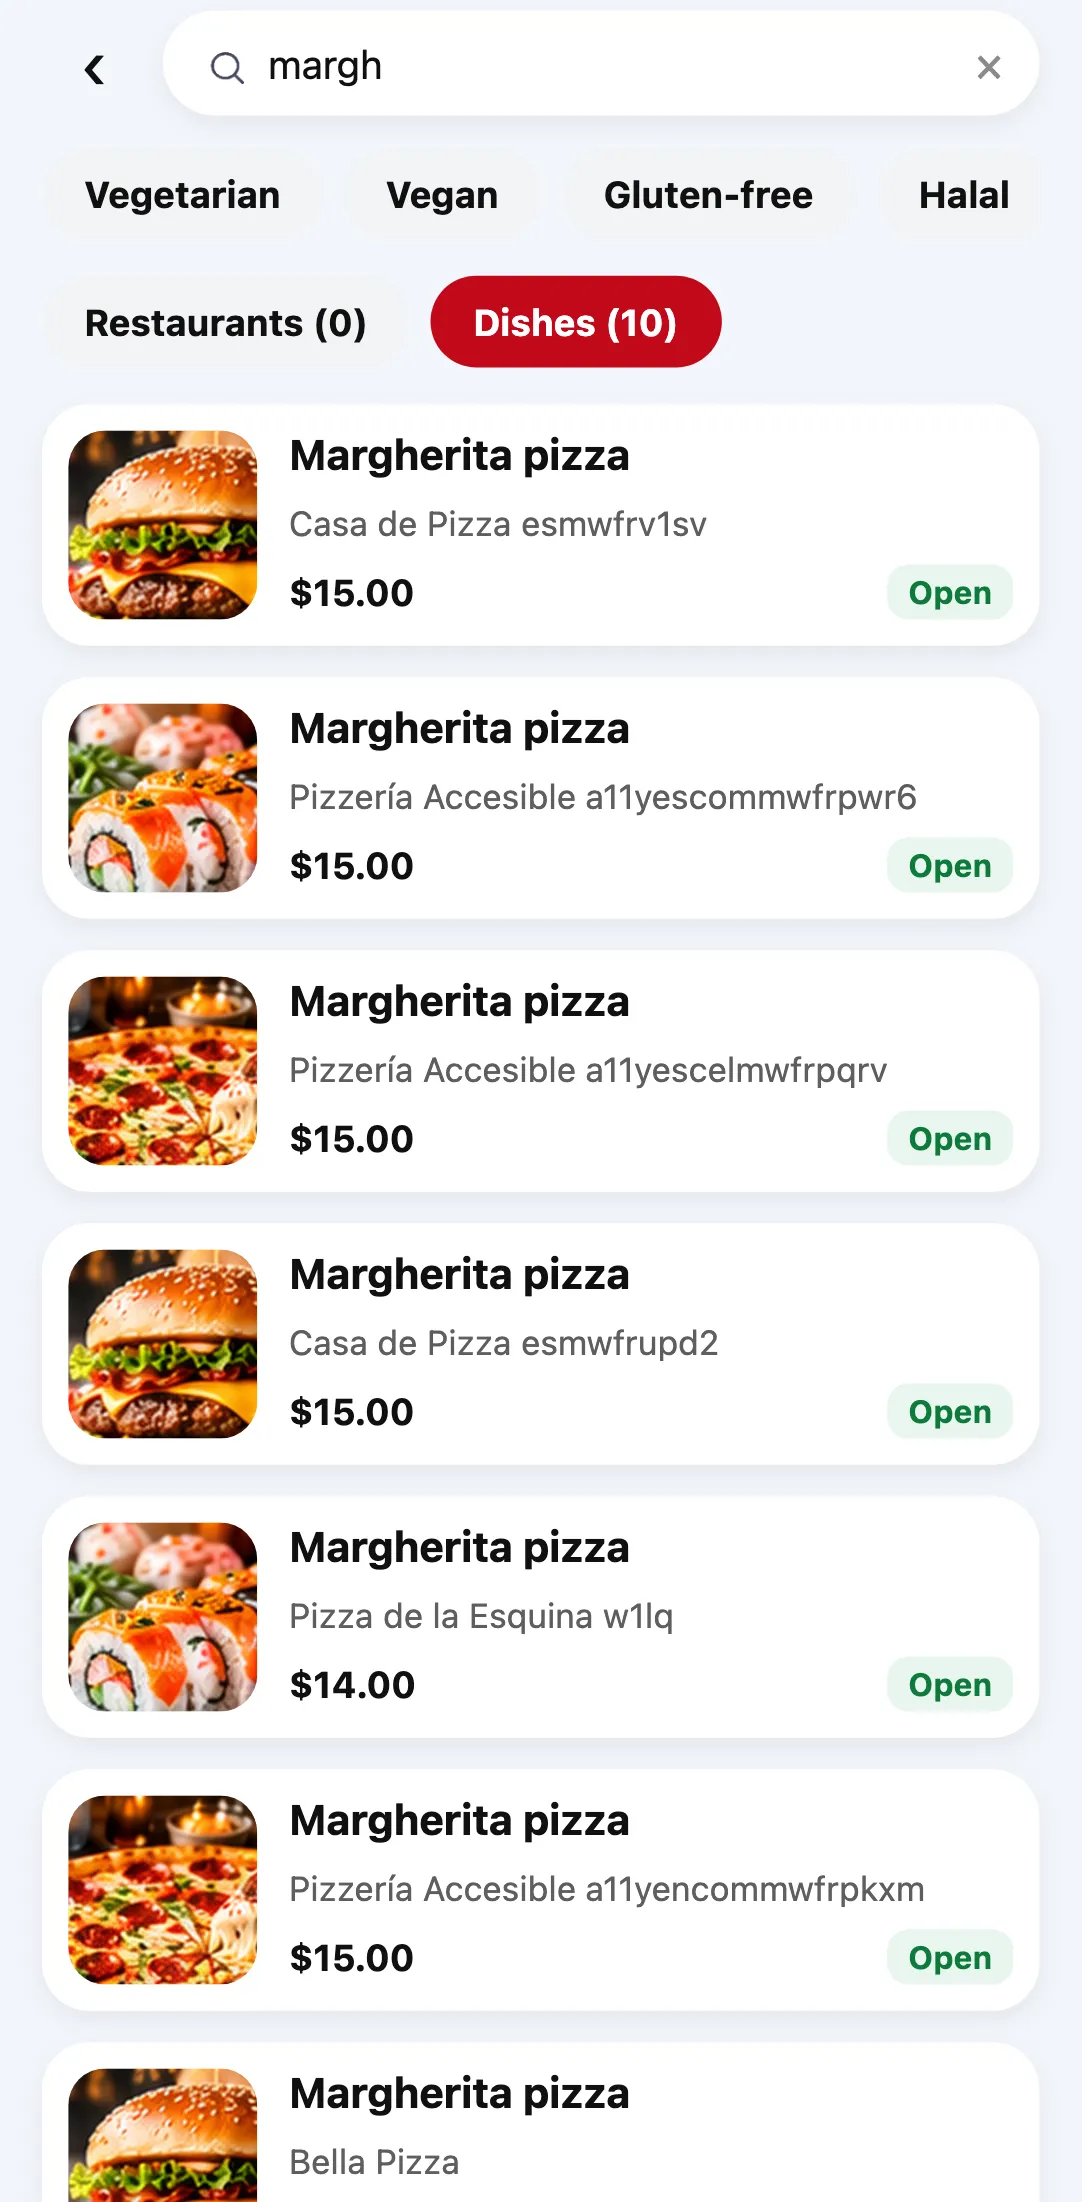 margh
Vegetarian Vegan Gluten-free Halal
Restaurants (0) Dishes (10)
Margherita pizza
Casa de Pizza esmwfrv1sv
$15.00 Open
Margherita pizza
Pizzería Accesible a11yescommwfrpwr6
$15.00 Open
Margherita pizza
Pizzería Accesible a11yescelmwfrpqrv
$15.00 Open
Margherita pizza
Casa de Pizza esmwfrupd2
$15.00 Open
Margherita pizza
Pizza de la Esquina w1lq
$14.00 Open
Margherita pizza
Pizzería Accesible a11yencommwfrpkxm
$15.00 Open
Margherita pizza
Bella Pizza